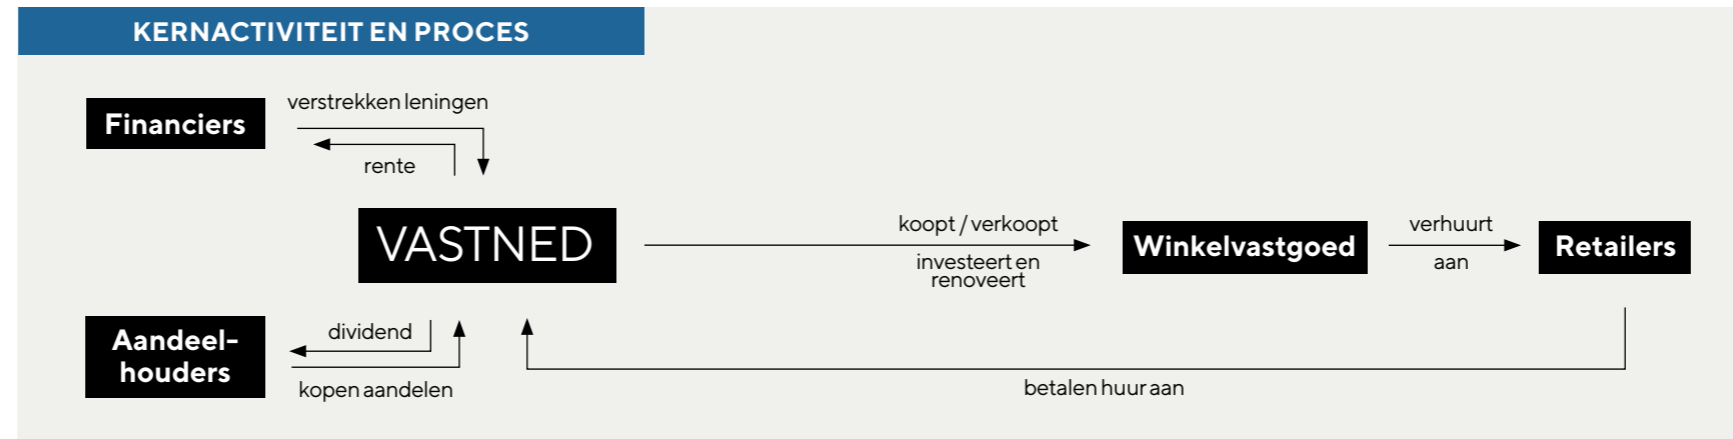 KERNACTIVITEIT EN PROCES
Financiers
verstrekken leningen
rente
VASTNED
koopt / verkoopt
investeert en
renoveert
Winkelvastgoed
verhuurt
aan
Retailers
Aandeel-
houders
dividend
kopen aandelen
betalen huur aan